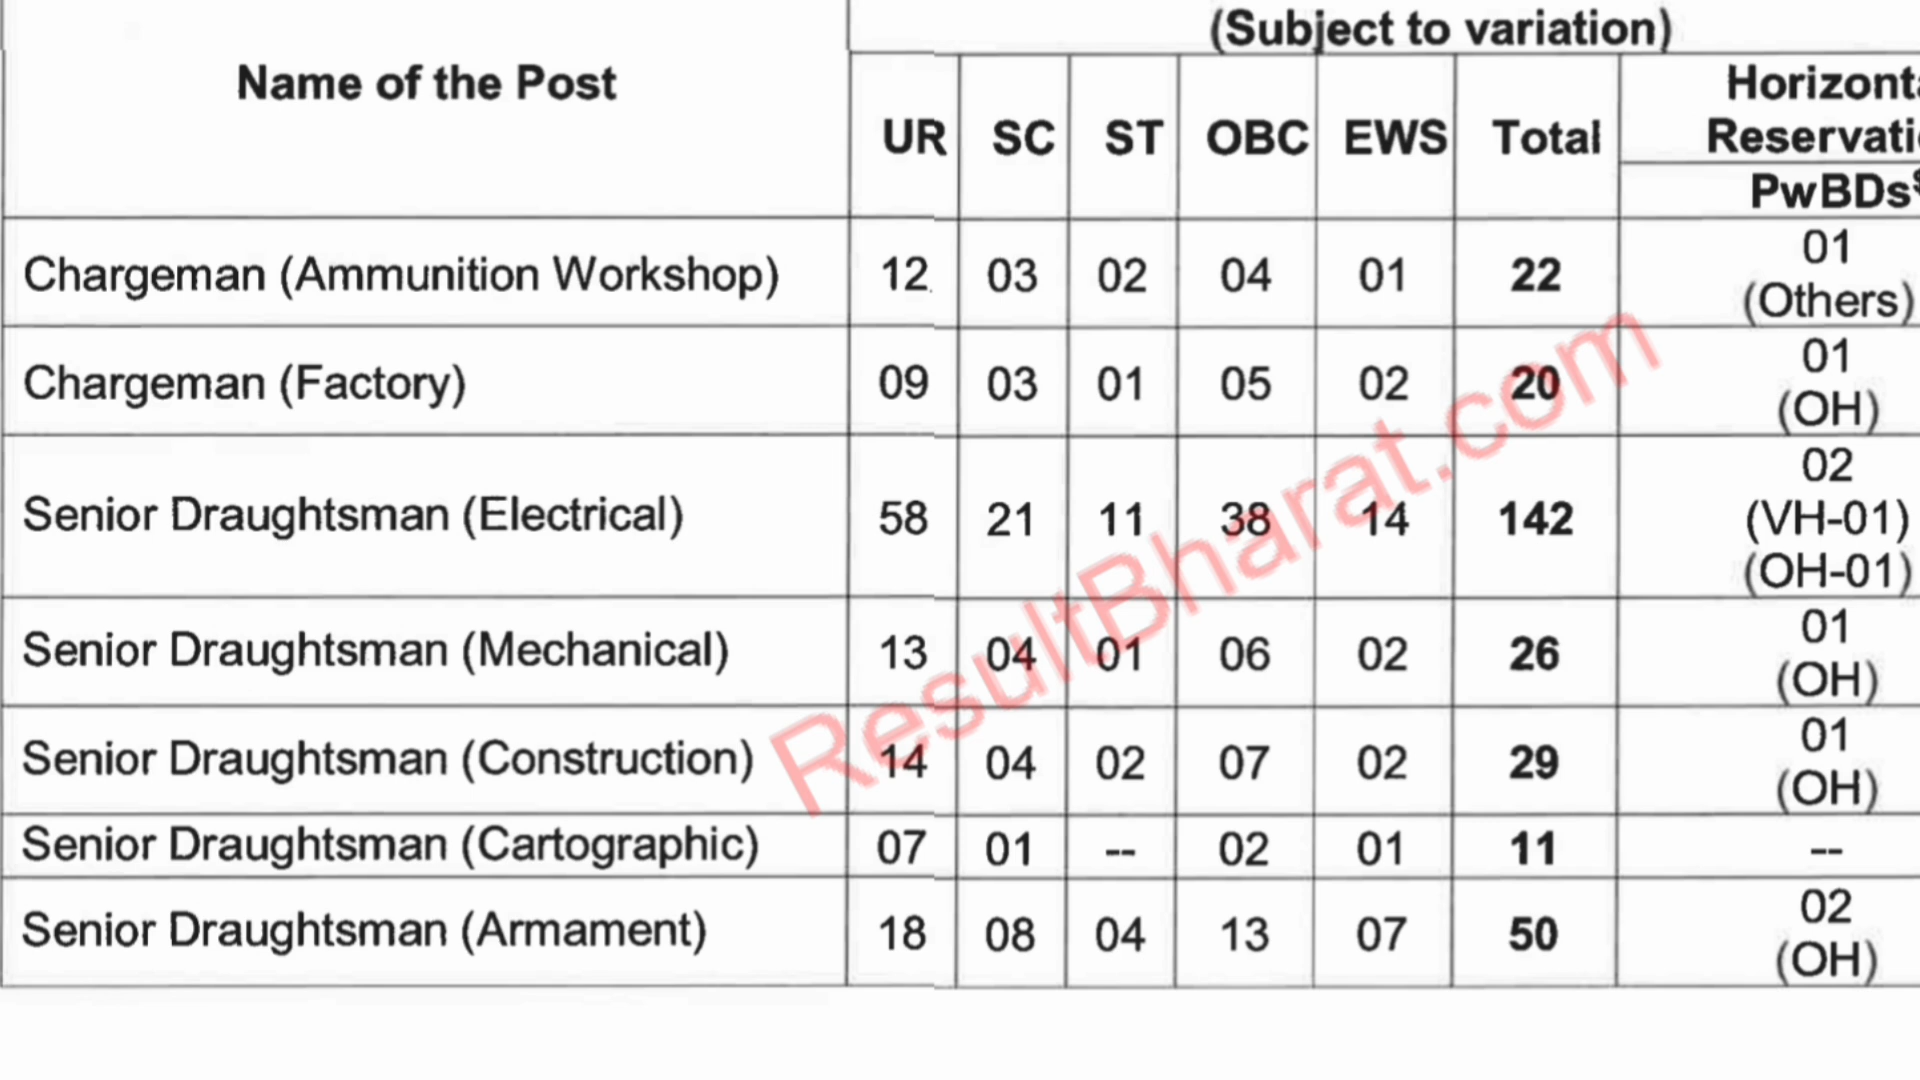 (Subject to variation)
Name of the Post
UR SC ST OBC EWS Total
Reservati
PwBDs
Chargeman (Ammunition Workshop) 12 03 02 04 01 22 01 (Others)
Chargeman (Factory) 09 03 01 05 02 20 01 (OH)
Senior Draughtsman (Electrical) 58 21 11 38 14 142 02 (VH-01) (OH-01)
Senior Draughtsman (Mechanical) 13 04 01 06 02 26 01 (OH)
Senior Draughtsman (Construction) 14 04 02 07 02 29 01 (OH)
Senior Draughtsman (Cartographic) 07 01 -- 02 01 11 --
Senior Draughtsman (Armament) 18 08 04 13 07 50 02 (OH)
ResultBharat.com